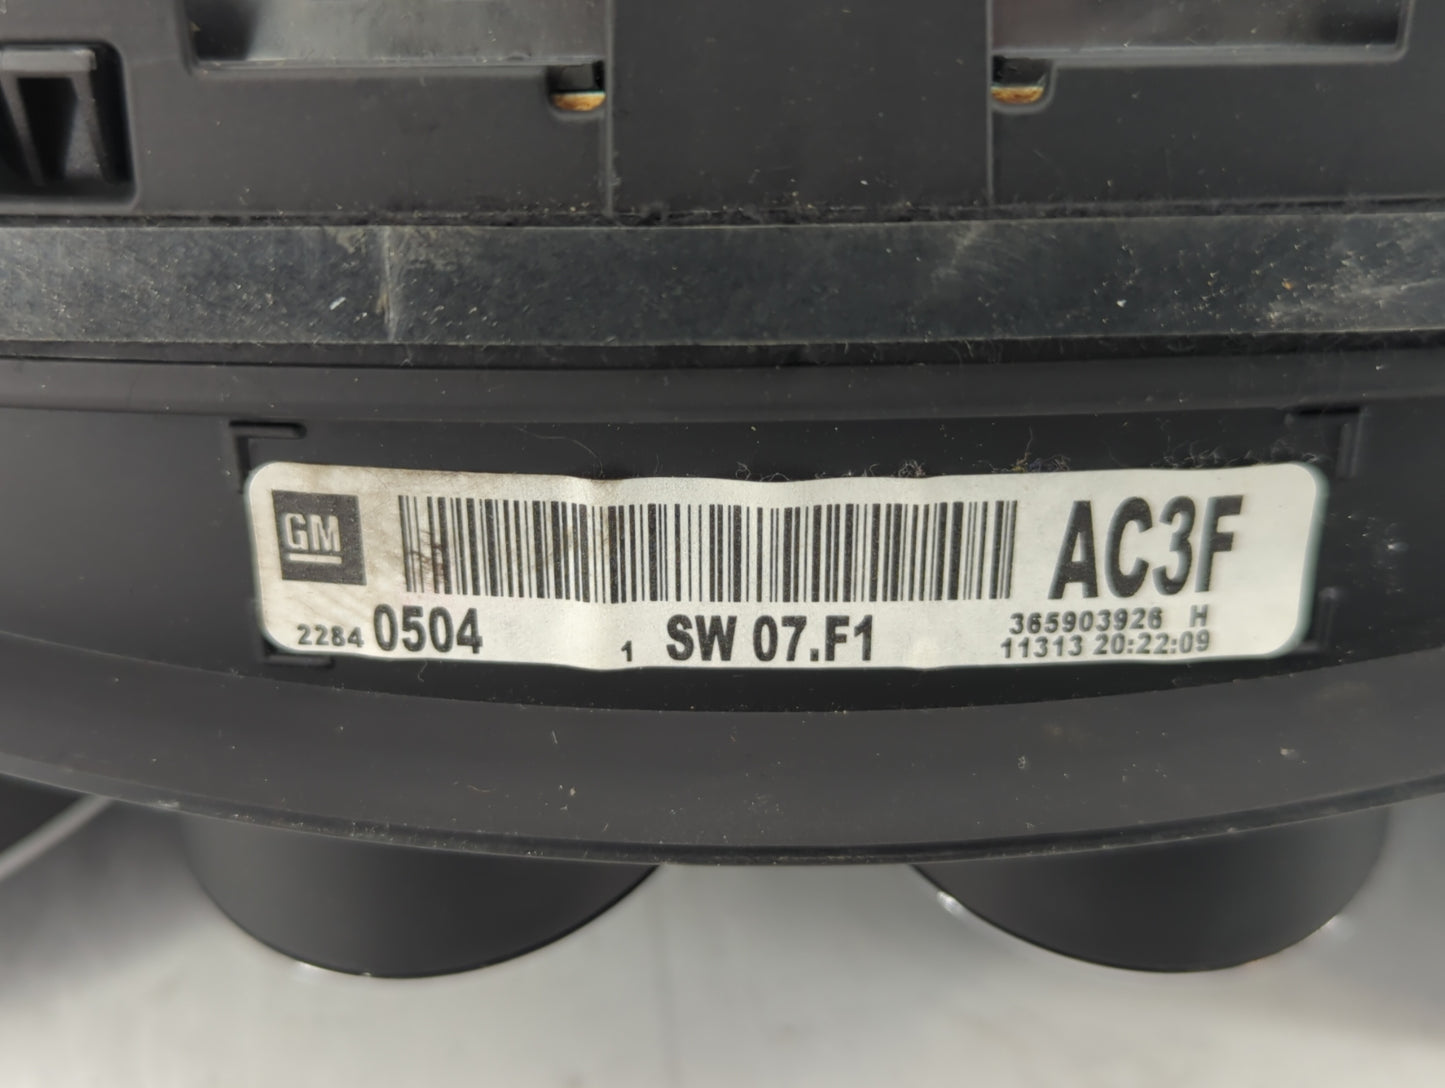 GM
AC3F
2284 0504 1 SW 07.F1
365903926 H
11313 20:22:09